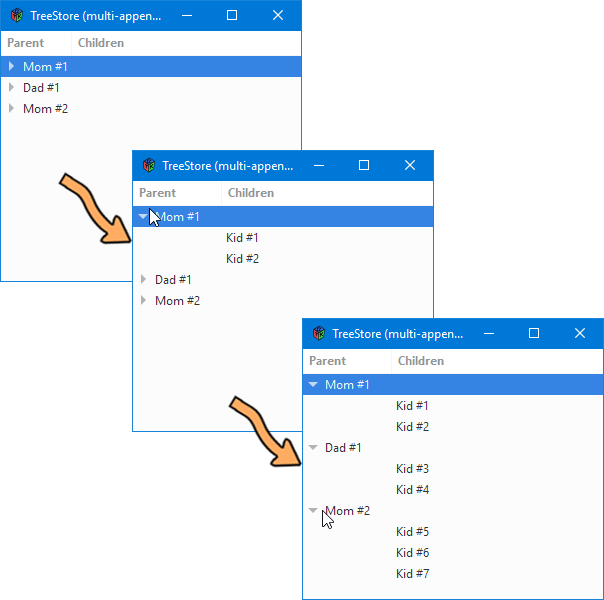 TreeStore (multi-appen...
Parent Children
Mom #1
Dad #1
Mom #2
TreeStore (multi-appen...
Parent Children
Mom #1
Kid #1
Kid #2
Dad #1
Mom #2
TreeStore (multi-appen...
Parent Children
Mom #1
Kid #1
Kid #2
Dad #1
Kid #3
Kid #4
Mom #2
Kid #5
Kid #6
Kid #7